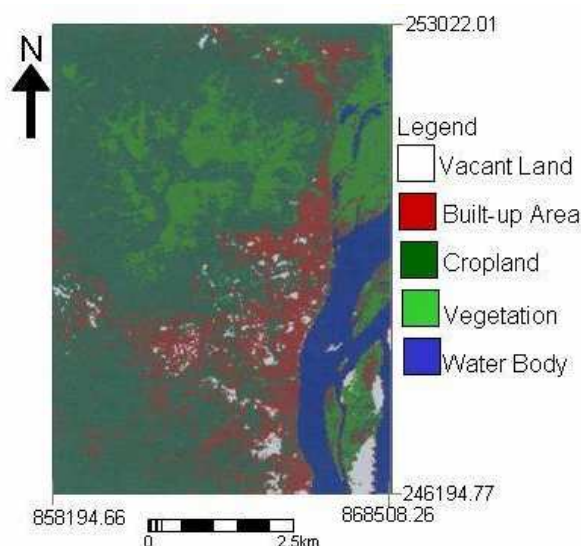 253022.01
N
Legend
Vacant Land
Built-up Area
Cropland
Vegetation
Water Body
246194.77
858194.66
868508.26
0 2.5km